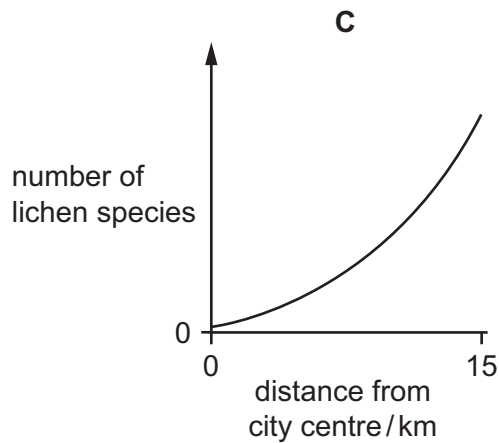 C
number of
lichen species
0
0
15
distance from
city centre / km